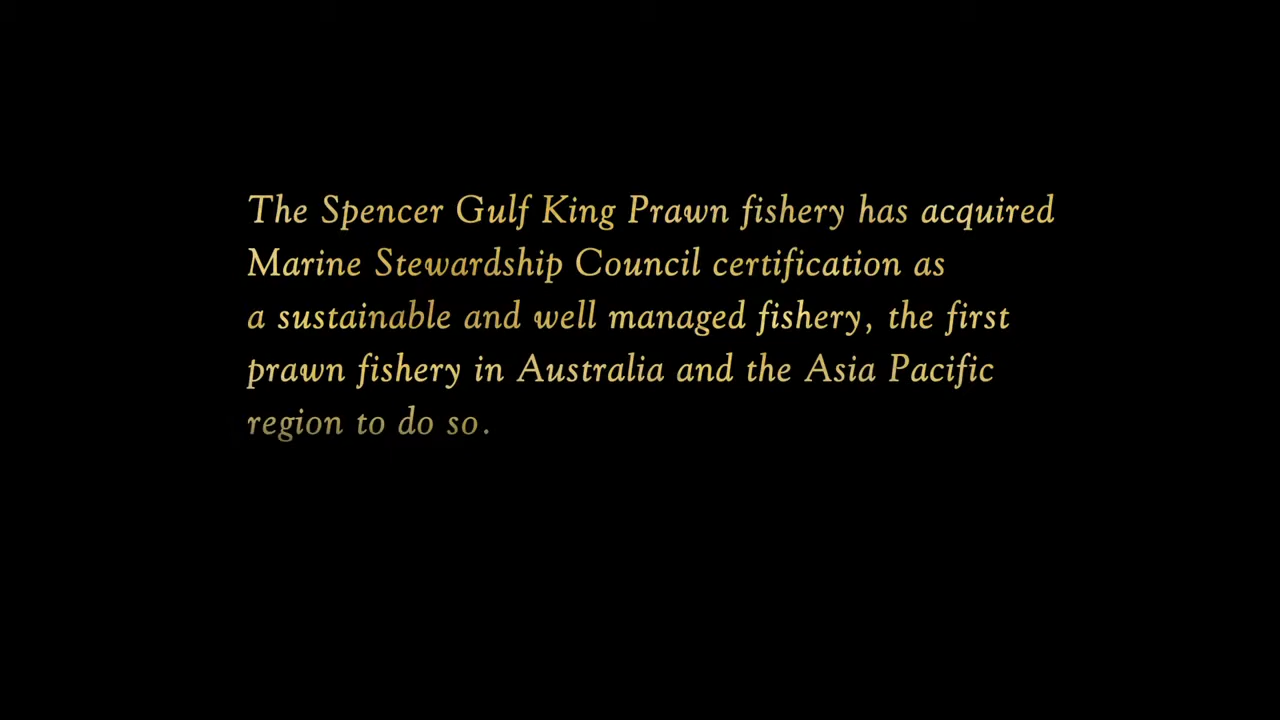 The Spencer Gulf King Prawn fishery has acquired
Marine Stewardship Council certification as
a sustainable and well managed fishery, the first
prawn fishery in Australia and the Asia Pacific
region to do so.